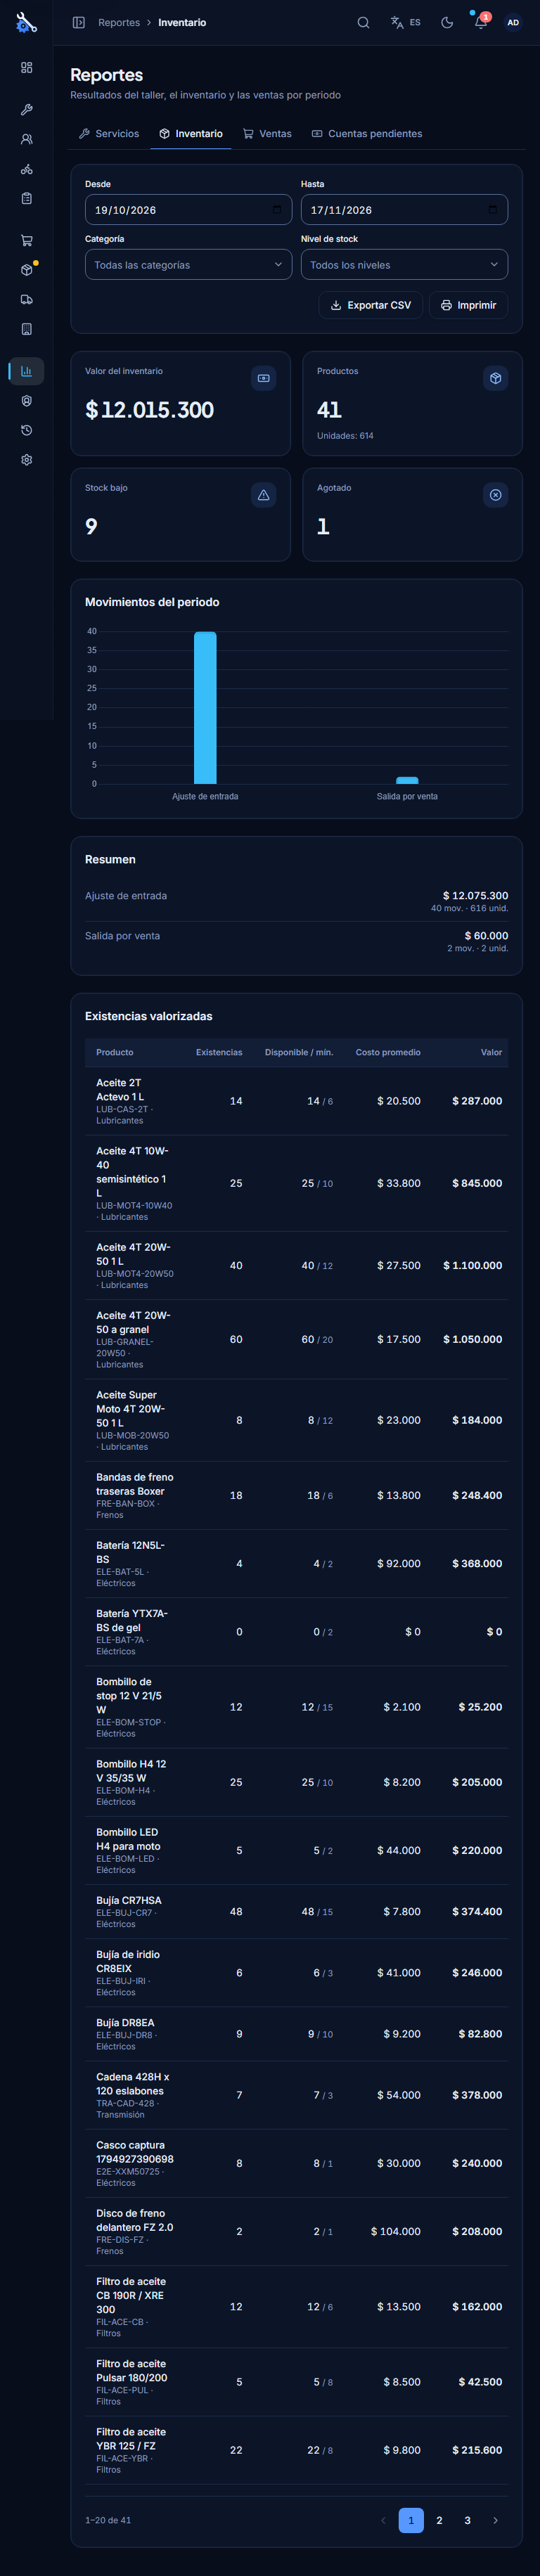 Reportes > Inventario
ES
1
AD
Reportes
Resultados del taller, el inventario y las ventas por periodo
Servicios
Inventario
Ventas
Cuentas pendientes
Desde
Hasta
19/10/2026
17/11/2026
Categoría
Nivel de stock
Todas las categorías
Todos los niveles
Exportar CSV
Imprimir
Valor del inventario
$ 12.015.300
Productos
41
Unidades: 614
Stock bajo
9
Agotado
1
Movimientos del periodo
40
35
30
25
20
15
10
5
0
Ajuste de entrada
Salida por venta
Resumen
Ajuste de entrada
$ 12.075.300
40 mov. · 616 unid.
Salida por venta
$ 60.000
2 mov. · 2 unid.
Existencias valorizadas
Producto Existencias Disponible / mín. Costo promedio Valor
Aceite 2T
Actevo 1 L
LUB-CAS-2T ·
Lubricantes
14 14 / 6 $ 20.500 $ 287.000
Aceite 4T 10W-
40
semisintético 1
L
LUB-MOT4-10W40
· Lubricantes
25 25 / 10 $ 33.800 $ 845.000
Aceite 4T 20W-
50 1 L
LUB-MOT4-20W50
· Lubricantes
40 40 / 12 $ 27.500 $ 1.100.000
Aceite 4T 20W-
50 a granel
LUB-GRANEL-
20W50 ·
Lubricantes
60 60 / 20 $ 17.500 $ 1.050.000
Aceite Super
Moto 4T 20W-
50 1 L
LUB-MOB-20W50
· Lubricantes
8 8 / 12 $ 23.000 $ 184.000
Bandas de freno
traseras Boxer
FRE-BAN-BOX ·
Frenos
18 18 / 6 $ 13.800 $ 248.400
Batería 12N5L-
BS
ELE-BAT-5L ·
Eléctricos
4 4 / 2 $ 92.000 $ 368.000
Batería YTX7A-
BS de gel
ELE-BAT-7A ·
Eléctricos
0 0 / 2 $ 0 $ 0
Bombillo de
stop 12 V 21/5
W
ELE-BOM-STOP ·
Eléctricos
12 12 / 15 $ 2.100 $ 25.200
Bombillo H4 12
V 35/35 W
ELE-BOM-H4 ·
Eléctricos
25 25 / 10 $ 8.200 $ 205.000
Bombillo LED
H4 para moto
ELE-BOM-LED ·
Eléctricos
5 5 / 2 $ 44.000 $ 220.000
Bujía CR7HSA
ELE-BUJ-CR7 ·
Eléctricos
48 48 / 15 $ 7.800 $ 374.400
Bujía de iridio
CR8EIX
ELE-BUJ-IRI ·
Eléctricos
6 6 / 3 $ 41.000 $ 246.000
Bujía DR8EA
ELE-BUJ-DR8 ·
Eléctricos
9 9 / 10 $ 9.200 $ 82.800
Cadena 428H x
120 eslabones
TRA-CAD-428 ·
Transmisión
7 7 / 3 $ 54.000 $ 378.000
Casco captura
1794927390698
E2E-XXM50725 ·
Eléctricos
8 8 / 1 $ 30.000 $ 240.000
Disco de freno
delantero FZ 2.0
FRE-DIS-FZ ·
Frenos
2 2 / 1 $ 104.000 $ 208.000
Filtro de aceite
CB 190R / XRE
300
FIL-ACE-CB ·
Filtros
12 12 / 6 $ 13.500 $ 162.000
Filtro de aceite
Pulsar 180/200
FIL-ACE-PUL ·
Filtros
5 5 / 8 $ 8.500 $ 42.500
Filtro de aceite
YBR 125 / FZ
FIL-ACE-YBR ·
Filtros
22 22 / 8 $ 9.800 $ 215.600
1–20 de 41
1 2 3